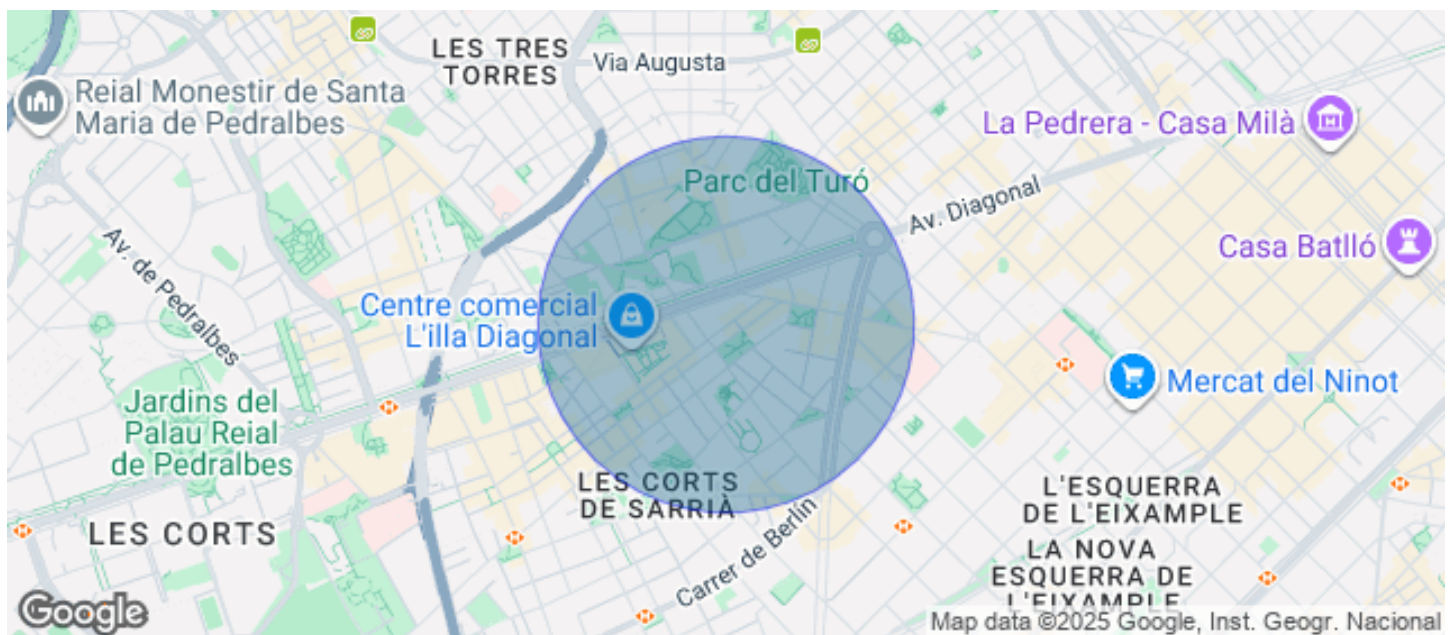 LES TRES
TORRES
Via Augusta
Reial Monestir de Santa
Maria de Pedralbes
La Pedrera - Casa Milà
Parc del Turó
Av. Diagonal
Casa Batlló
Av. de Pedralbes
Centre comercial
L'illa Diagonal
Mercat del Ninot
Jardins del
Palau Reial
de Pedralbes
LES CORTS
DE SARRIÀ
L'ESQUERRA
DE L'EIXAMPLE
LES CORTS
Carrer de Berlín
LA NOVA
ESQUERRA DE
L'EIXAMPLE
Google
Map data ©2025 Google, Inst. Geogr. Nacional